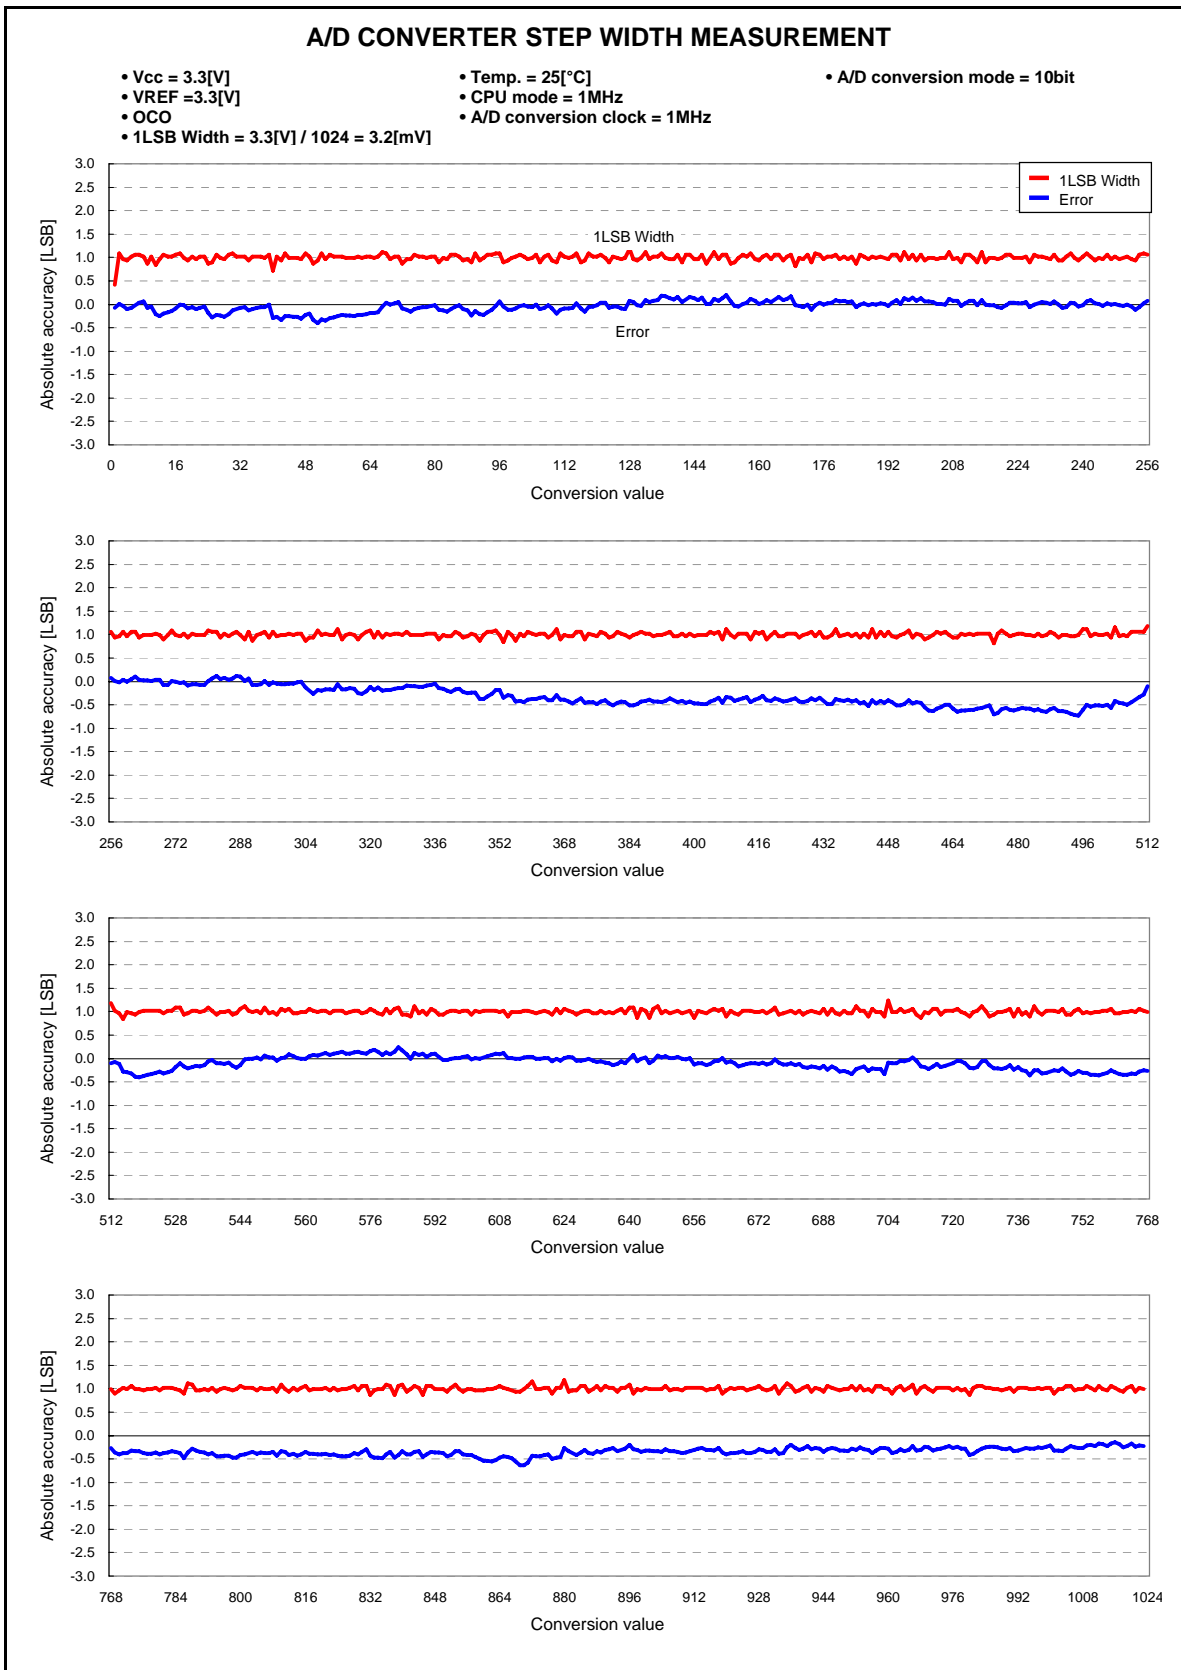 A/D CONVERTER STEP WIDTH MEASUREMENT
• Vcc = 3.3[V] • Temp. = 25[°C] • A/D conversion mode = 10bit
• VREF =3.3[V] • CPU mode = 1MHz
• OCO • A/D conversion clock = 1MHz
• 1LSB Width = 3.3[V] / 1024 = 3.2[mV]
Absolute accuracy [LSB]
3.0
2.5
2.0
1.5
1.0
0.5
0.0
-0.5
-1.0
-1.5
-2.0
-2.5
-3.0
1LSB Width
Error
1LSB Width
Error
0 16 32 48 64 80 96 112 128 144 160 176 192 208 224 240 256
Conversion value
Absolute accuracy [LSB]
3.0
2.5
2.0
1.5
1.0
0.5
0.0
-0.5
-1.0
-1.5
-2.0
-2.5
-3.0
256 272 288 304 320 336 352 368 384 400 416 432 448 464 480 496 512
Conversion value
Absolute accuracy [LSB]
3.0
2.5
2.0
1.5
1.0
0.5
0.0
-0.5
-1.0
-1.5
-2.0
-2.5
-3.0
512 528 544 560 576 592 608 624 640 656 672 688 704 720 736 752 768
Conversion value
Absolute accuracy [LSB]
3.0
2.5
2.0
1.5
1.0
0.5
0.0
-0.5
-1.0
-1.5
-2.0
-2.5
-3.0
768 784 800 816 832 848 864 880 896 912 928 944 960 976 992 1008 1024
Conversion value